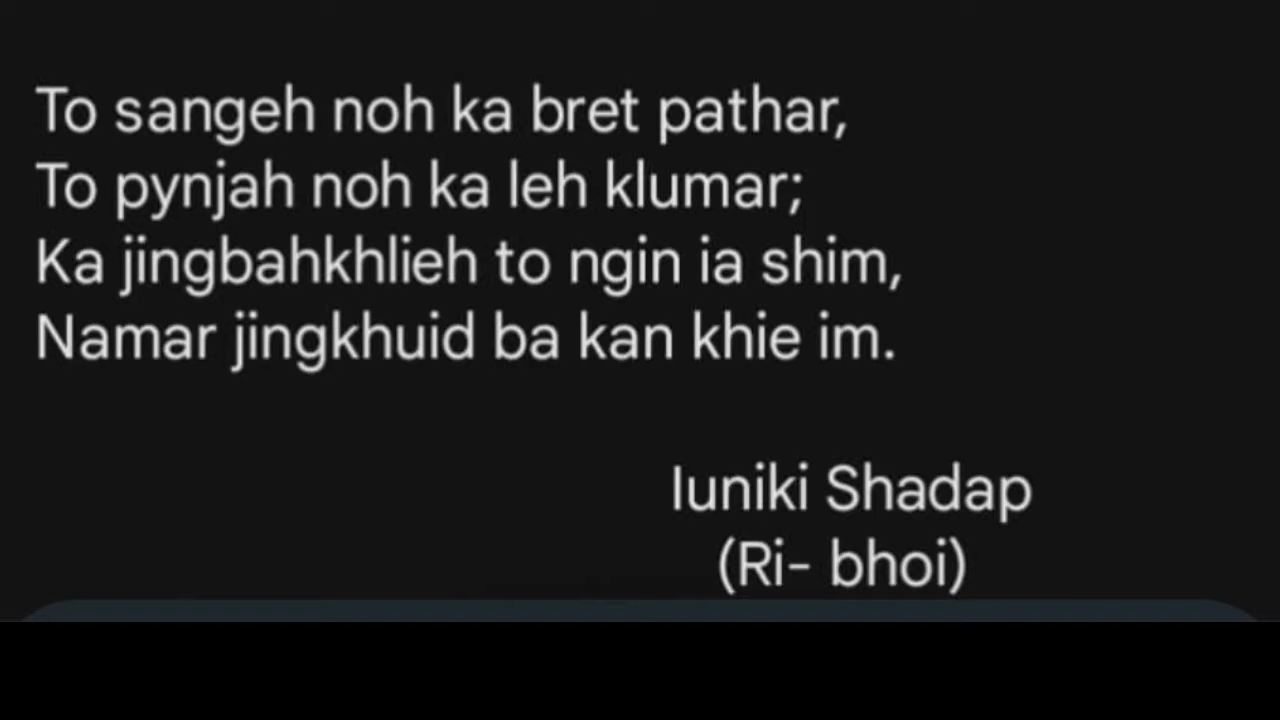 To sangeh noh ka bret pathar,
To pynjah noh ka leh klumar;
Ka jingbahkhlieh to ngin ia shim,
Namar jingkhuid ba kan khie im.
Iuniki Shadap
(Ri- bhoi)